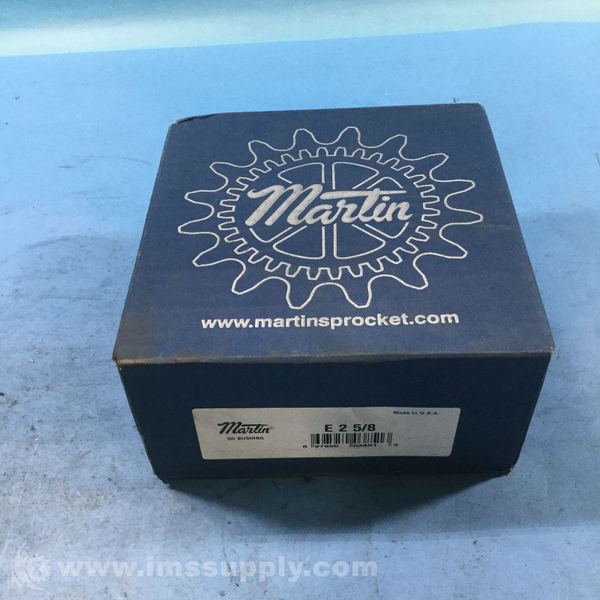 Martin
www.martinsprocket.com
Martin
QD BUSHING
E 2 5/8
Made in U.S.A.
www.imssupply.com